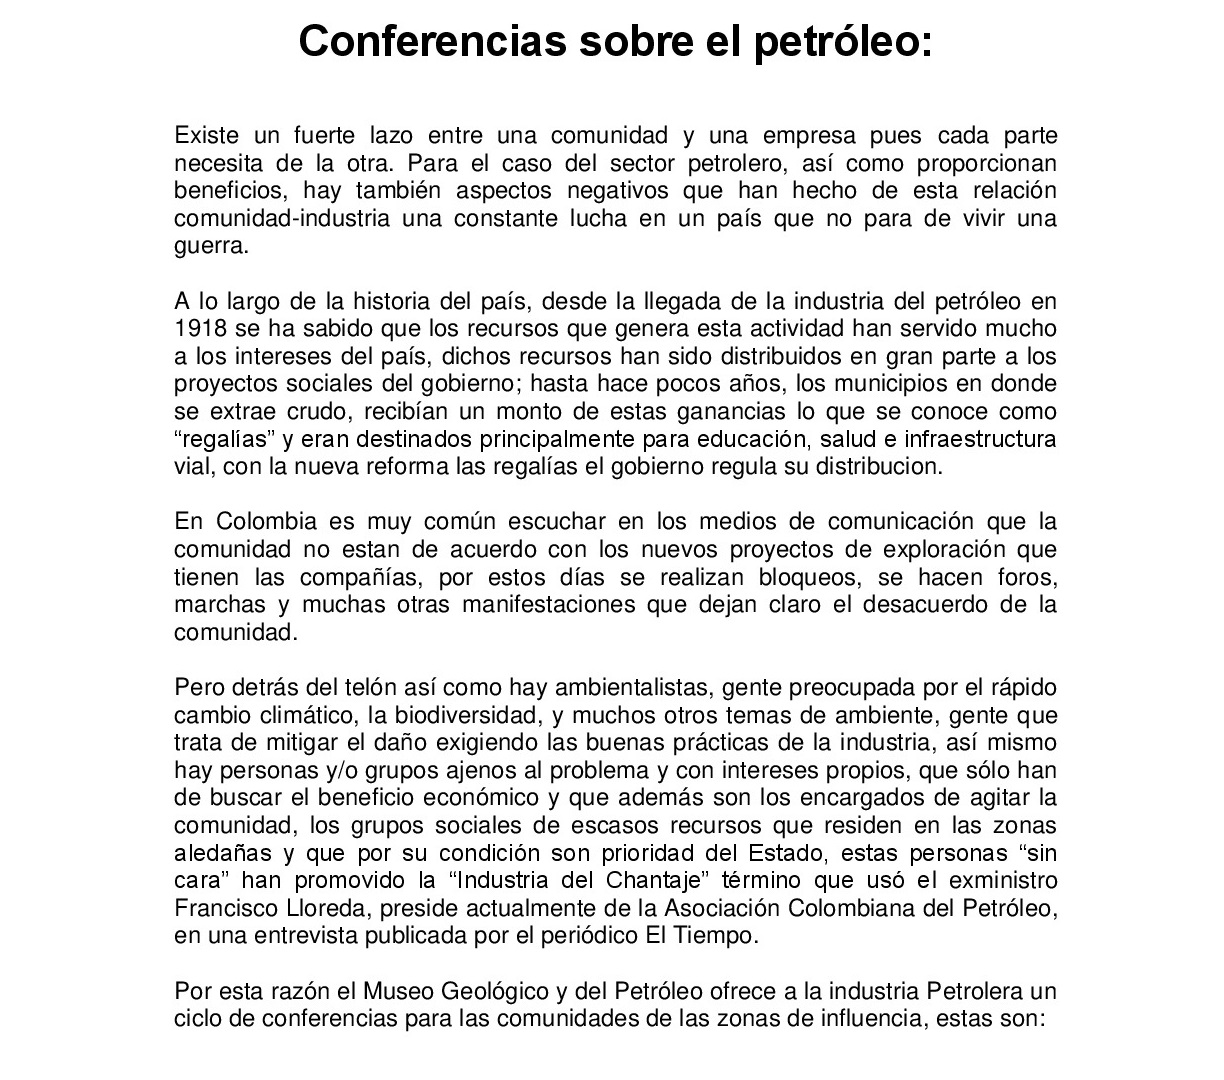 Conferencias sobre el petróleo:
Existe un fuerte lazo entre una comunidad y una empresa pues cada parte
necesita de la otra. Para el caso del sector petrolero, así como proporcionan
beneficios, hay también aspectos negativos que han hecho de esta relación
comunidad-industria una constante lucha en un país que no para de vivir una
guerra.
A lo largo de la historia del país, desde la llegada de la industria del petróleo en
1918 se ha sabido que los recursos que genera esta actividad han servido mucho
a los intereses del país, dichos recursos han sido distribuidos en gran parte a los
proyectos sociales del gobierno; hasta hace pocos años, los municipios en donde
se extrae crudo, recibían un monto de estas ganancias lo que se conoce como
“regalías” y eran destinados principalmente para educación, salud e infraestructura
vial, con la nueva reforma las regalías el gobierno regula su distribucion.
En Colombia es muy común escuchar en los medios de comunicación que la
comunidad no estan de acuerdo con los nuevos proyectos de exploración que
tienen las compañías, por estos días se realizan bloqueos, se hacen foros,
marchas y muchas otras manifestaciones que dejan claro el desacuerdo de la
comunidad.
Pero detrás del telón así como hay ambientalistas, gente preocupada por el rápido
cambio climático, la biodiversidad, y muchos otros temas de ambiente, gente que
trata de mitigar el daño exigiendo las buenas prácticas de la industria, así mismo
hay personas y/o grupos ajenos al problema y con intereses propios, que sólo han
de buscar el beneficio económico y que además son los encargados de agitar la
comunidad, los grupos sociales de escasos recursos que residen en las zonas
aledañas y que por su condición son prioridad del Estado, estas personas “sin
cara” han promovido la “Industria del Chantaje” término que usó el exministro
Francisco Lloreda, preside actualmente de la Asociación Colombiana del Petróleo,
en una entrevista publicada por el periódico El Tiempo.
Por esta razón el Museo Geológico y del Petróleo ofrece a la industria Petrolera un
ciclo de conferencias para las comunidades de las zonas de influencia, estas son: